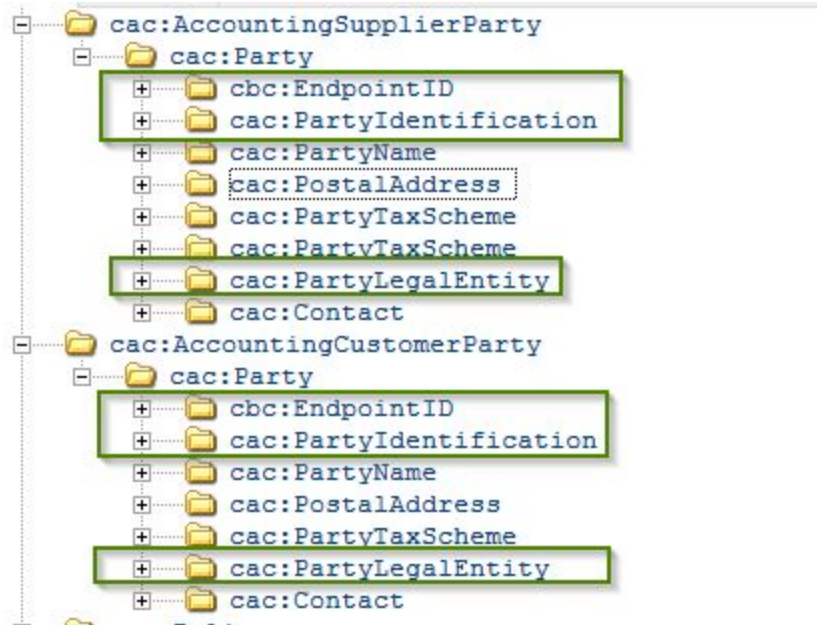 cac:AccountingSupplierParty
cac:Party
cbc:EndpointID
cac:PartyIdentification
cac:PartyName
cac:PostalAddress
cac:PartyTaxScheme
cac:PartyTaxScheme
cac:PartyLegalEntity
cac:Contact
cac:AccountingCustomerParty
cac:Party
cbc:EndpointID
cac:PartyIdentification
cac:PartyName
cac:PostalAddress
cac:PartyTaxScheme
cac:PartyLegalEntity
cac:Contact